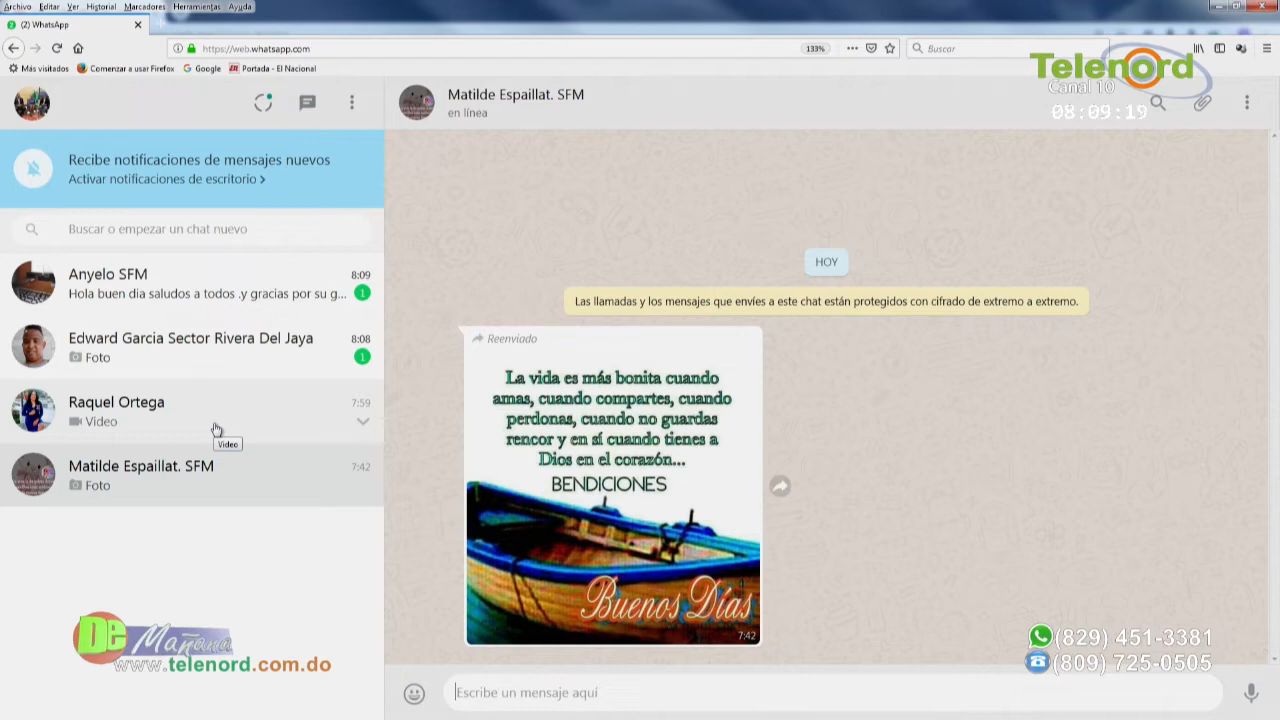 Archivo Editar Ver Historial Marcadores Herramientas Ayuda
(2) WhatsApp
https://web.whatsapp.com
133%
Buscar
Más visitados Comenzar a usar Firefox Google Portada - El Nacional
Telenord
Canal 10
08:09:19
Matilde Espaillat. SFM
en línea
Recibe notificaciones de mensajes nuevos
Activar notificaciones de escritorio >
Buscar o empezar un chat nuevo
Anyelo SFM 8:09
Hola buen dia saludos a todos .y gracias por su g... 1
Edward Garcia Sector Rivera Del Jaya 8:08
Foto 1
Raquel Ortega 7:59
Video
Video
Matilde Espaillat. SFM 7:42
Foto
HOY
Las llamadas y los mensajes que envíes a este chat están protegidos con cifrado de extremo a extremo.
Reenviado
La vida es más bonita cuando
amas, cuando compartes, cuando
perdonas, cuando no guardas
rencor y en sí cuando tienes a
Dios en el corazón...
BENDICIONES
Buenos Días
7:42
De Mañana
www.telenord.com.do
(829) 451-3381
(809) 725-0505
Escribe un mensaje aquí